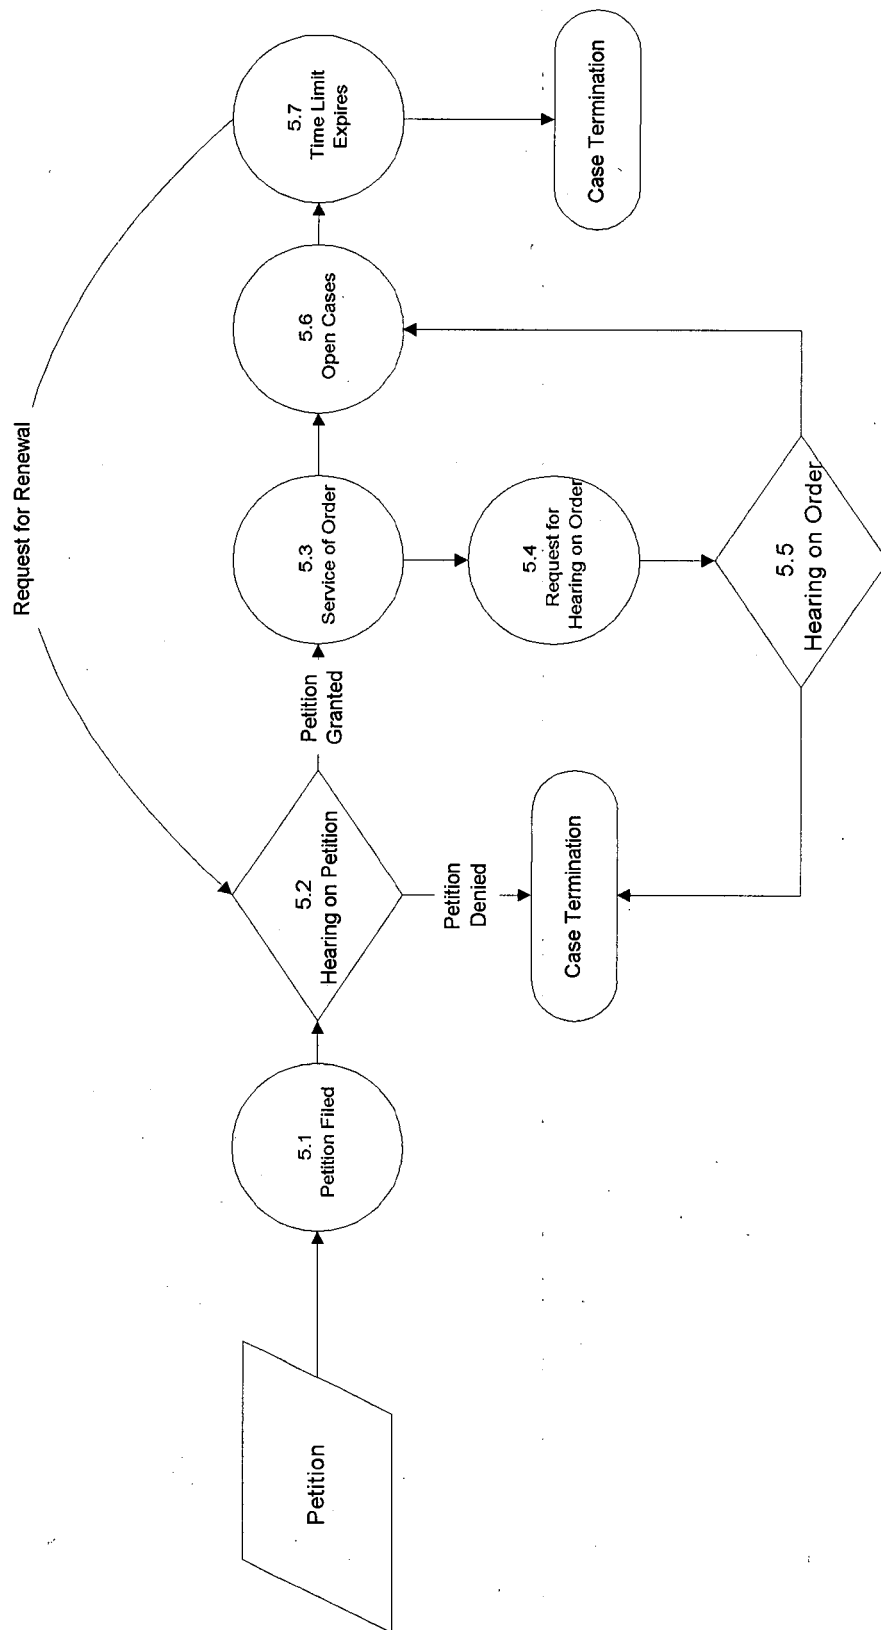 Request for Renewal
Petition
5.1
Petition Filed
5.2
Hearing on Petition
Petition
Granted
5.3
Service of Order
5.6
Open Cases
5.7
Time Limit
Expires
Petition
Denied
Case Termination
5.4
Request for
Hearing on Order
Case Termination
5.5
Hearing on Order